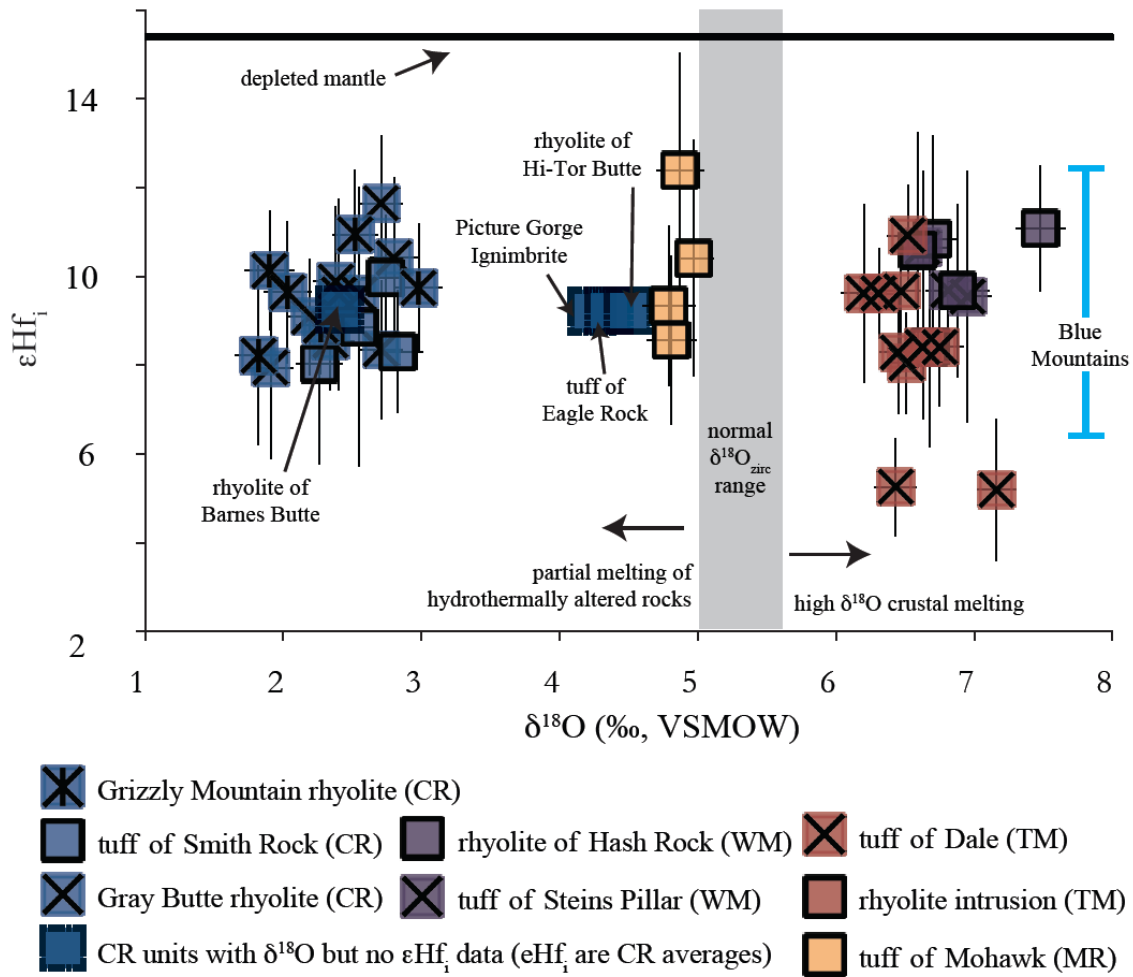 depleted mantle
14
rhyolite of
Hi-Tor Butte
Picture Gorge
Ignimbrite
10
εHfᵢ
tuff of
Eagle Rock
Blue
Mountains
6
rhyolite of
Barnes Butte
normal
δ¹⁸O_zirc
range
partial melting of
hydrothermally altered rocks
high δ¹⁸O crustal melting
2
1 2 3 4 5 6 7 8
δ¹⁸O (‰, VSMOW)
Grizzly Mountain rhyolite (CR)
tuff of Smith Rock (CR)
rhyolite of Hash Rock (WM)
tuff of Dale (TM)
Gray Butte rhyolite (CR)
tuff of Steins Pillar (WM)
rhyolite intrusion (TM)
CR units with δ¹⁸O but no εHfᵢ data (eHfᵢ are CR averages)
tuff of Mohawk (MR)